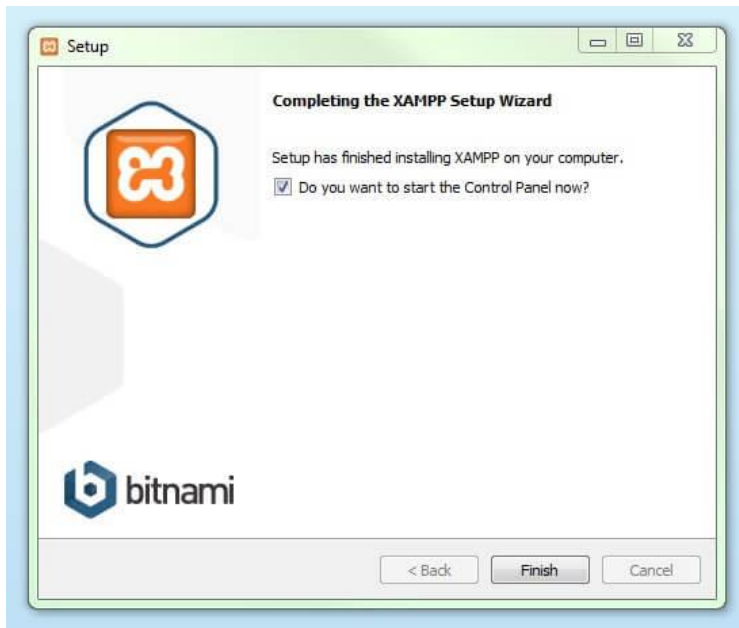 Setup
Completing the XAMPP Setup Wizard
Setup has finished installing XAMPP on your computer.
Do you want to start the Control Panel now?
bitnami
< Back
Finish
Cancel